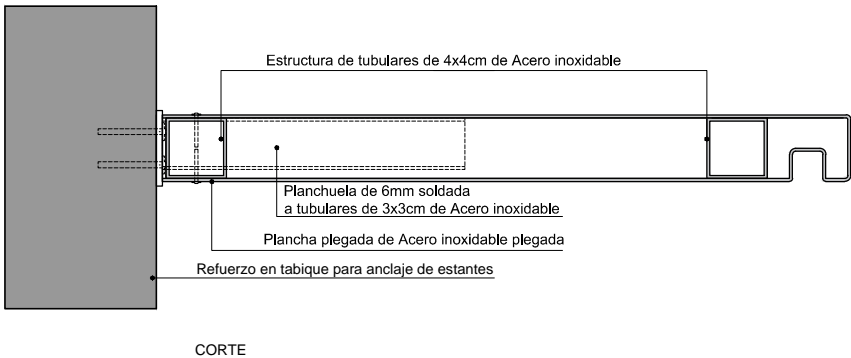 Estructura de tubulares de 4x4cm de Acero inoxidable
Planchuela de 6mm soldada
a tubulares de 3x3cm de Acero inoxidable
Plancha plegada de Acero inoxidable plegada
Refuerzo en tabique para anclaje de estantes
CORTE